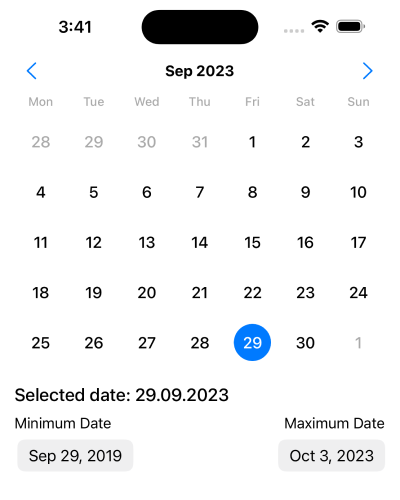 3:41
Sep 2023
Mon Tue Wed Thu Fri Sat Sun
28 29 30 31 1 2 3
4 5 6 7 8 9 10
11 12 13 14 15 16 17
18 19 20 21 22 23 24
25 26 27 28 29 30 1
Selected date: 29.09.2023
Minimum Date Maximum Date
Sep 29, 2019 Oct 3, 2023